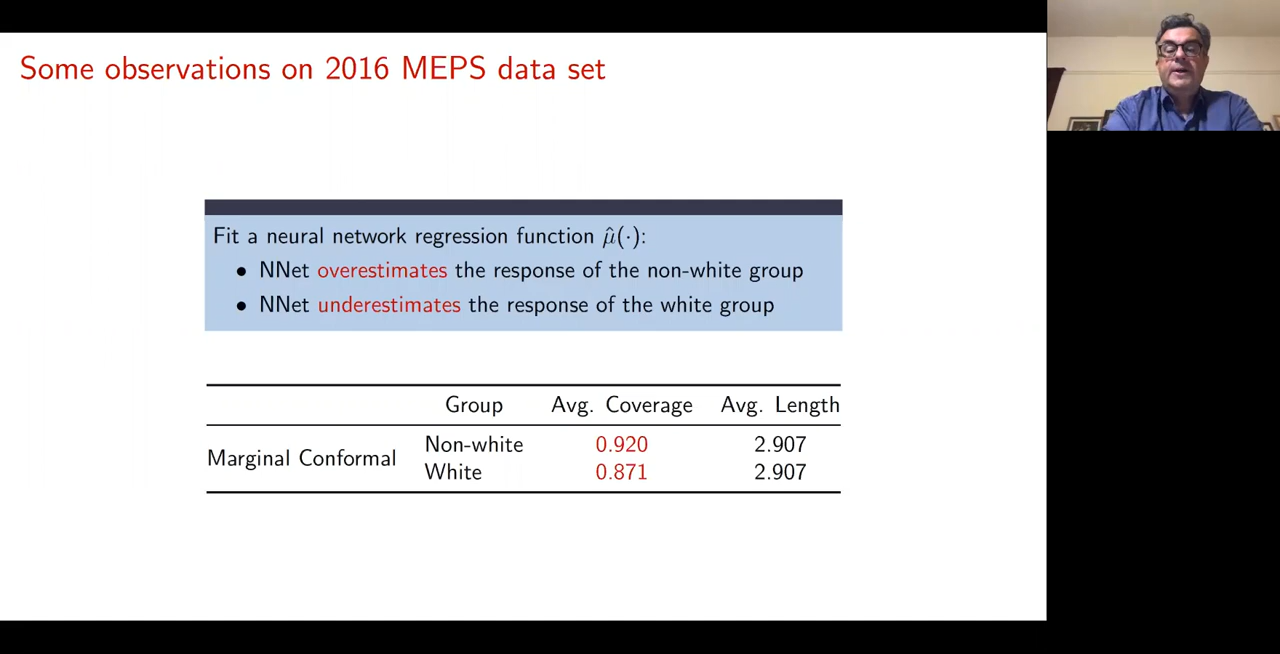 Some observations on 2016 MEPS data set
Fit a neural network regression function μ̂(·):
• NNet overestimates the response of the non-white group
• NNet underestimates the response of the white group
Group Avg. Coverage Avg. Length
Marginal Conformal
Non-white 0.920 2.907
White 0.871 2.907